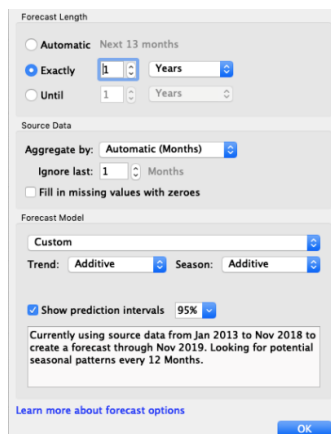 Forecast Length
Automatic Next 13 months
Exactly 1 Years
Until 1 Years
Source Data
Aggregate by: Automatic (Months)
Ignore last: 1 Months
Fill in missing values with zeroes
Forecast Model
Custom
Trend: Additive Season: Additive
Show prediction intervals 95%
Currently using source data from Jan 2013 to Nov 2018 to
create a forecast through Nov 2019. Looking for potential
seasonal patterns every 12 Months.
Learn more about forecast options
OK